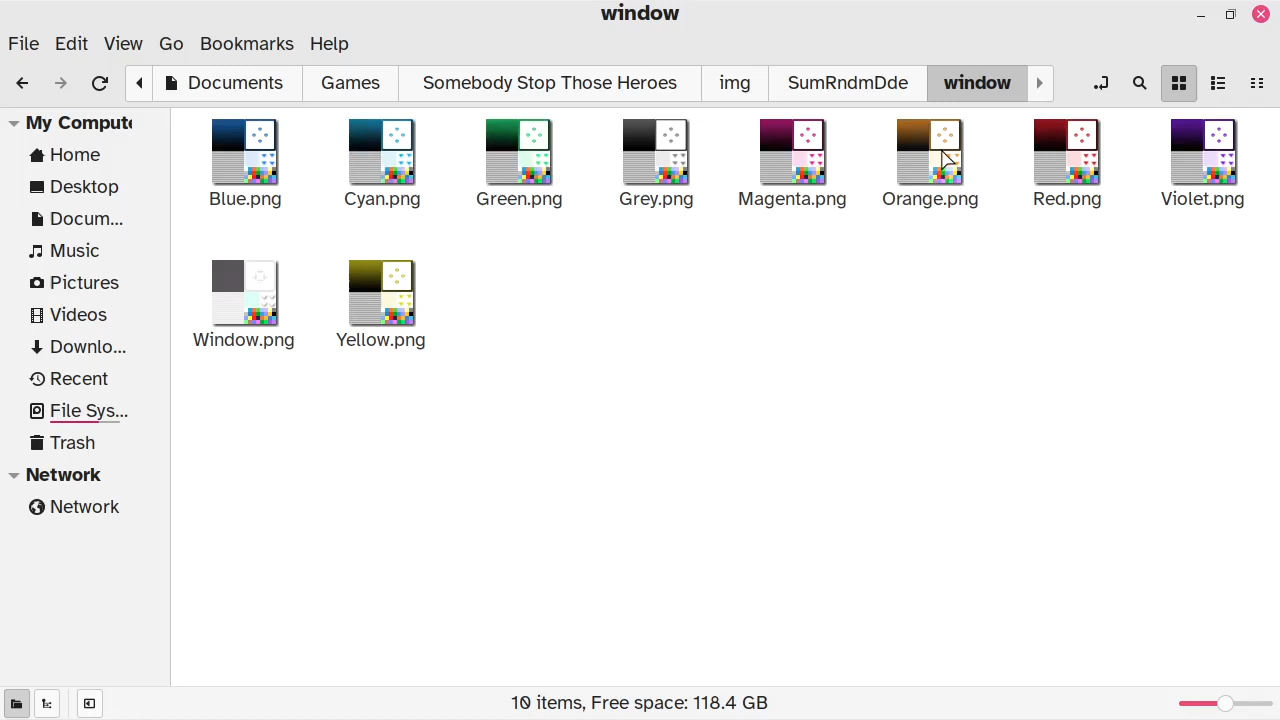 window
File Edit View Go Bookmarks Help
Documents Games Somebody Stop Those Heroes img SumRndmDde window
My Compute
Home
Desktop
Docum...
Music
Pictures
Videos
Downlo...
Recent
File Sys...
Trash
Network
Network
Blue.png Cyan.png Green.png Grey.png Magenta.png Orange.png Red.png Violet.png
Window.png Yellow.png
10 items, Free space: 118.4 GB